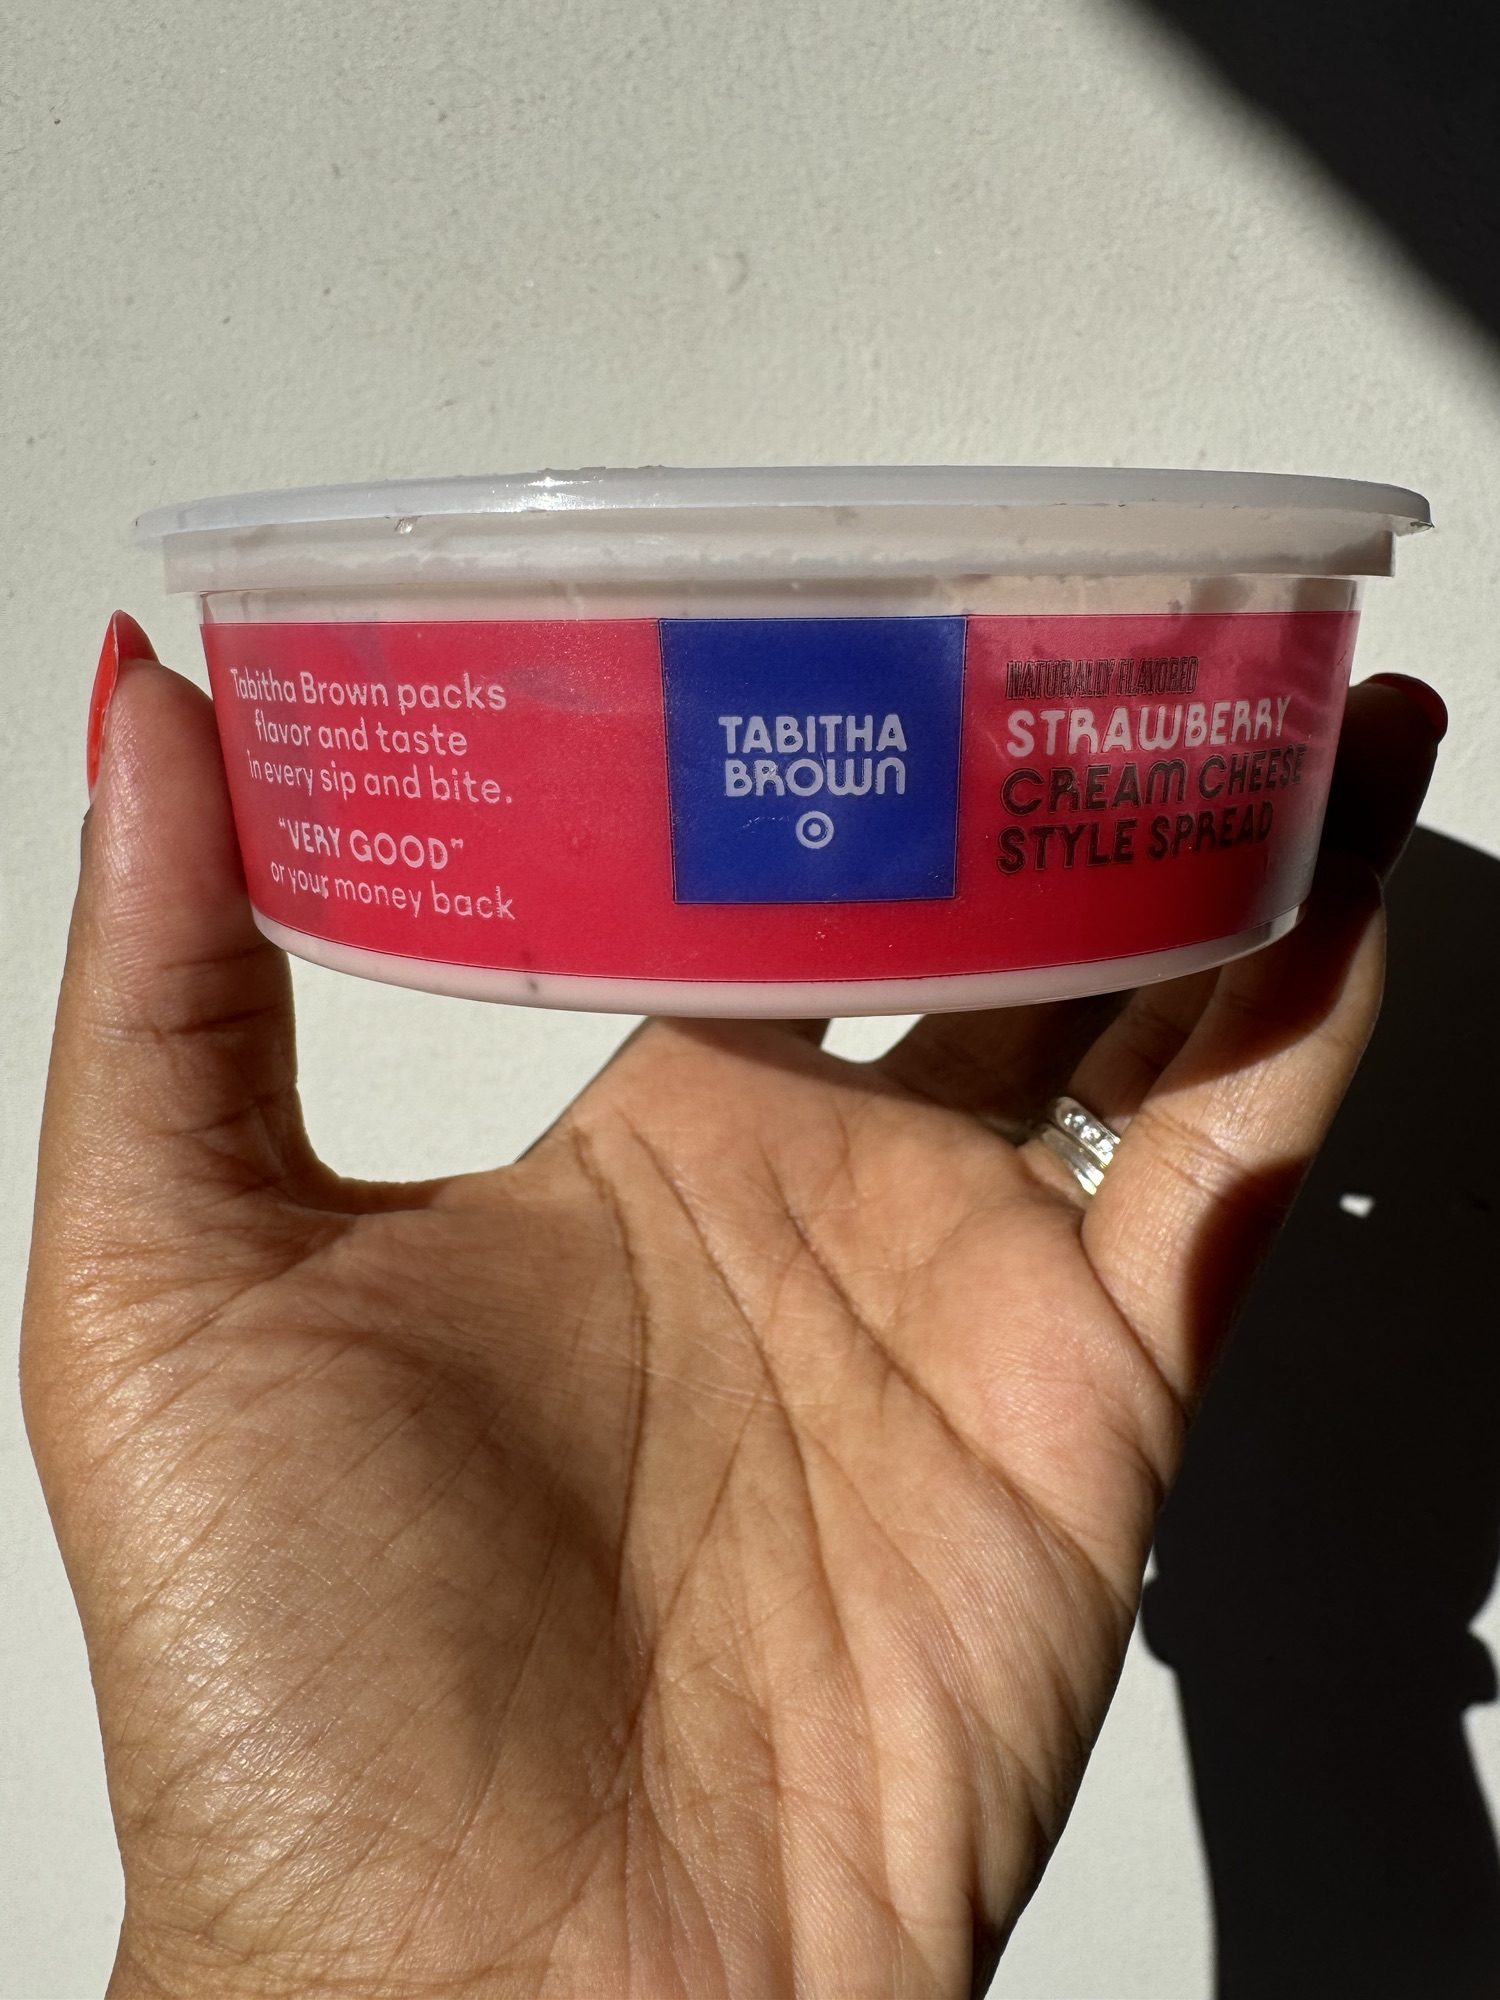 Tabitha Brown packs
flavor and taste
in every sip and bite.
"VERY GOOD"
or your money back
TABITHA
BROWN
NATURALLY FLAVORED
STRAWBERRY
CREAM CHEESE
STYLE SPREAD